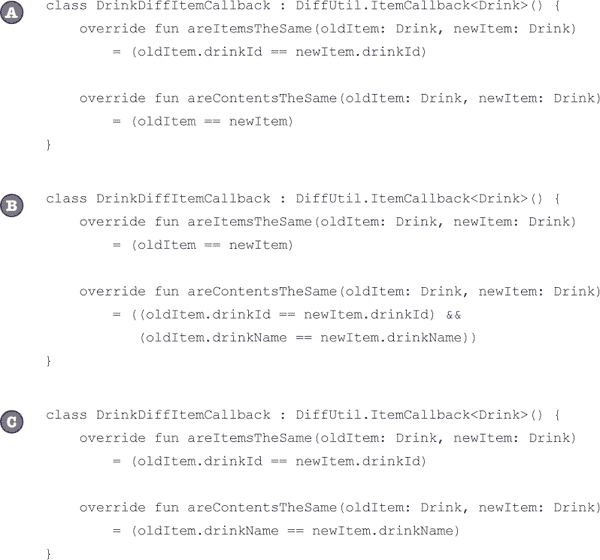 A class DrinkDiffItemCallback : DiffUtil.ItemCallback<Drink>() {
override fun areItemsTheSame(oldItem: Drink, newItem: Drink)
= (oldItem.drinkId == newItem.drinkId)
override fun areContentsTheSame(oldItem: Drink, newItem: Drink)
= (oldItem == newItem)
}
B class DrinkDiffItemCallback : DiffUtil.ItemCallback<Drink>() {
override fun areItemsTheSame(oldItem: Drink, newItem: Drink)
= (oldItem == newItem)
override fun areContentsTheSame(oldItem: Drink, newItem: Drink)
= ((oldItem.drinkId == newItem.drinkId) &&
(oldItem.drinkName == newItem.drinkName))
}
C class DrinkDiffItemCallback : DiffUtil.ItemCallback<Drink>() {
override fun areItemsTheSame(oldItem: Drink, newItem: Drink)
= (oldItem.drinkId == newItem.drinkId)
override fun areContentsTheSame(oldItem: Drink, newItem: Drink)
= (oldItem.drinkName == newItem.drinkName)
}